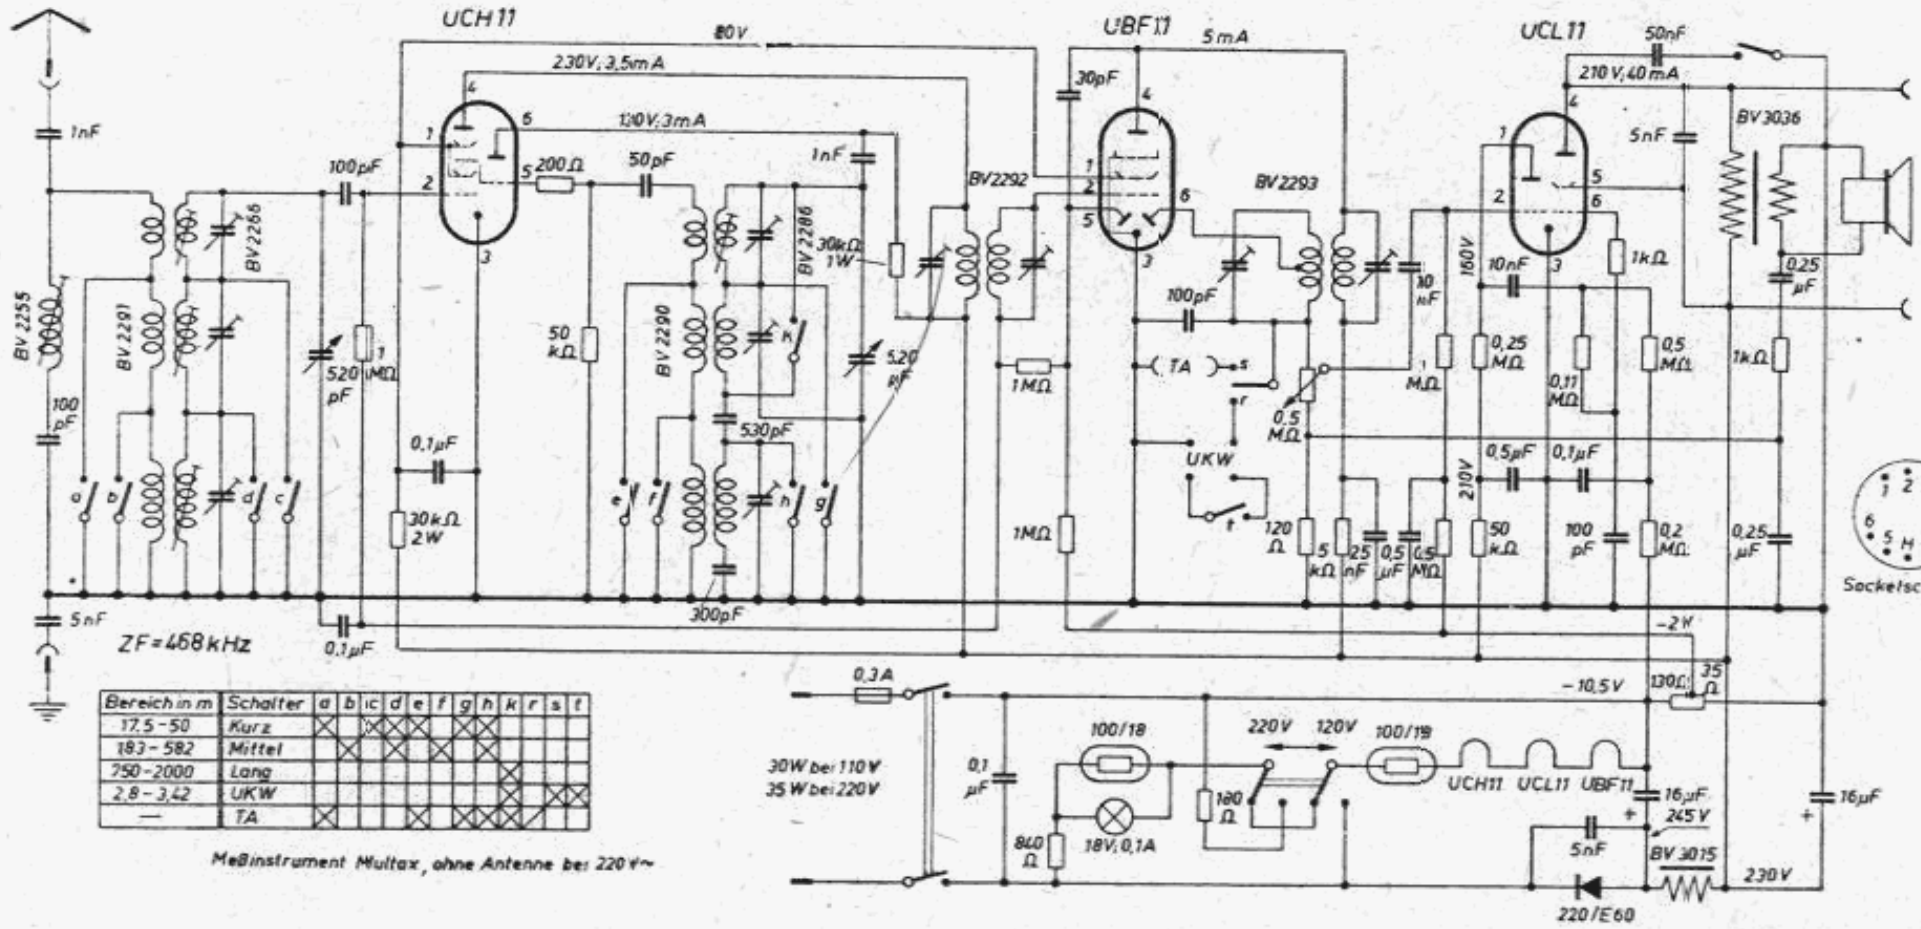 UCH11
UBF11
UCL11
80V
5mA
50nF
230V; 3,5mA
30pF
210V; 40mA
4
4
4
1nF
1
6
130V; 3mA
1
5nF
BV3036
100pF
200Ω
50pF
1nF
BV2292
1
2
6
BV2293
5
2
5
2
6
5
BV2266
BV2286
30kΩ
1W
3
3
160V
10nF
3
1kΩ
0,25
µF
BV2255
BV2291
520
pF
1
MΩ
50
kΩ
BV2290
k
520
pF
100pF
10
nF
1MΩ
TA
s
r
0,5
MΩ
1
MΩ
0,25
MΩ
0,11
MΩ
0,5
MΩ
1kΩ
100
pF
530pF
0,1µF
UKW
t
210V
0,5µF
0,1µF
a
b
d
c
e
f
h
g
30kΩ
2W
1MΩ
120
Ω
5
kΩ
25
nF
0,5
µF
0,5
MΩ
50
kΩ
100
pF
0,2
MΩ
0,25
µF
1
2
6
5
H
Sockelsc
5nF
300pF
ZF=468kHz
0,1µF
-2V
0,3A
-10,5V
130Ω
35
Ω
Bereich in m Schalter a b c d e f g h k r s t
17,5-50 Kurz
183-582 Mittel
750-2000 Lang
2,8-3,42 UKW
— TA
Meßinstrument Multax, ohne Antenne bei 220V~
30W bei 110V
35W bei 220V
0,1
µF
100/18
220V
120V
100/18
UCH11
UCL11
UBF11
18V; 0,1A
840
Ω
180
Ω
16µF
+
245V
16µF
+
5nF
BV3015
230V
220/E60